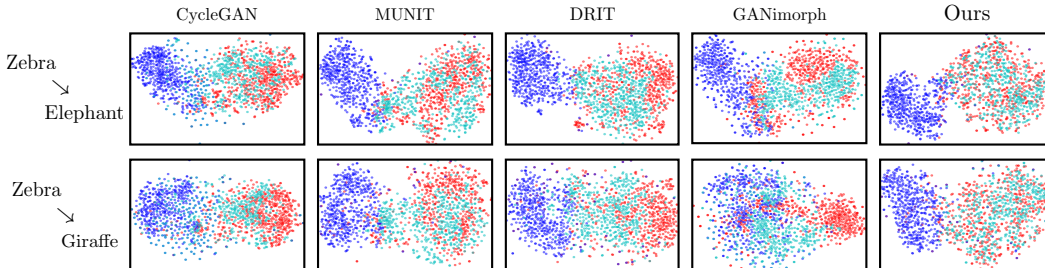 CycleGAN MUNIT DRIT GANimorph Ours
Zebra
↘
Elephant
Zebra
↘
Giraffe